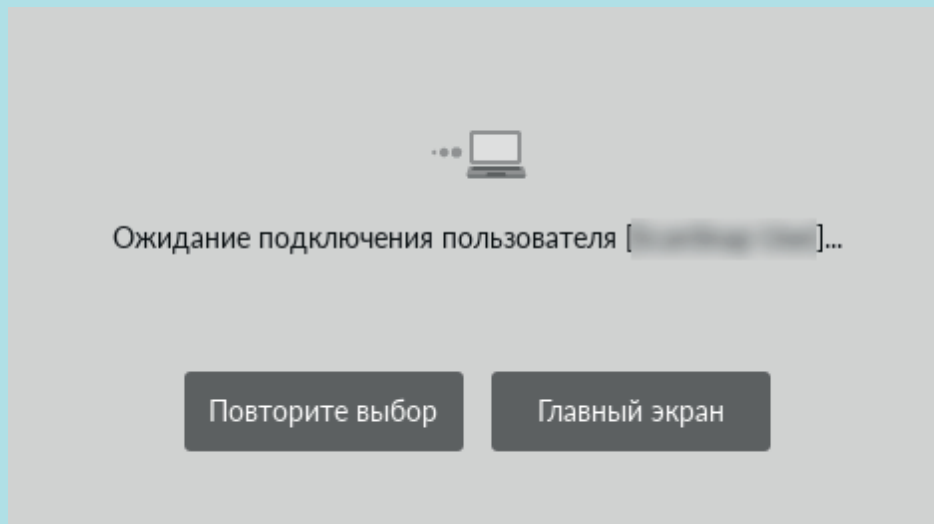 Ожидание подключения пользователя [ ]...
Повторите выбор Главный экран